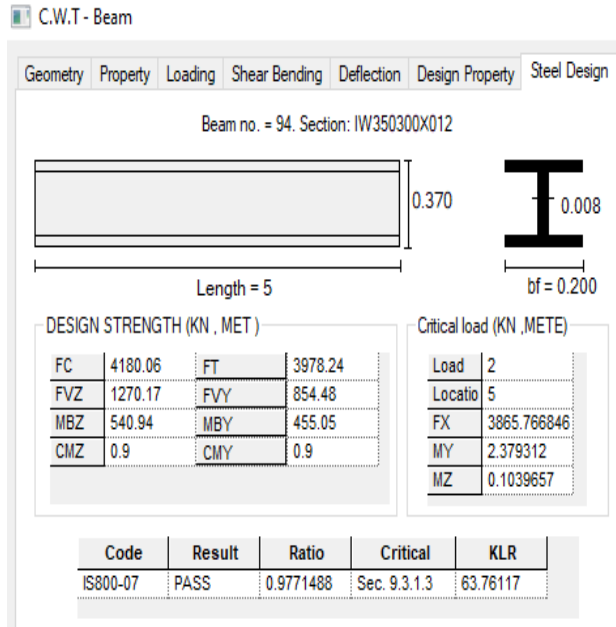 C.W.T - Beam
Geometry Property Loading Shear Bending Deflection Design Property Steel Design
Beam no. = 94. Section: IW350300X012
0.370
0.008
Length = 5
bf = 0.200
DESIGN STRENGTH (KN , MET )
FC 4180.06 FT 3978.24
FVZ 1270.17 FVY 854.48
MBZ 540.94 MBY 455.05
CMZ 0.9 CMY 0.9
Critical load (KN ,METE)
Load 2
Locatio 5
FX 3865.766846
MY 2.379312
MZ 0.1039657
Code Result Ratio Critical KLR
IS800-07 PASS 0.9771488 Sec. 9.3.1.3 63.76117